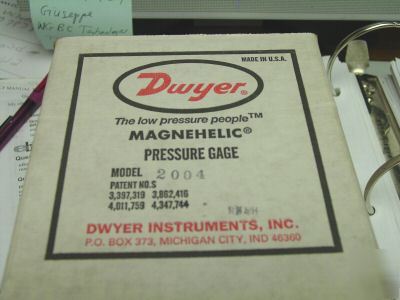 Giuseppe
MADE IN U.S.A.
Dwyer®
The low pressure people™
MAGNEHELIC®
PRESSURE GAGE
MODEL 2004
PATENT NO.S
3,397,319 3,862,416
4,011,759 4,347,744
DWYER INSTRUMENTS, INC.
P.O. BOX 373, MICHIGAN CITY, IND 46360